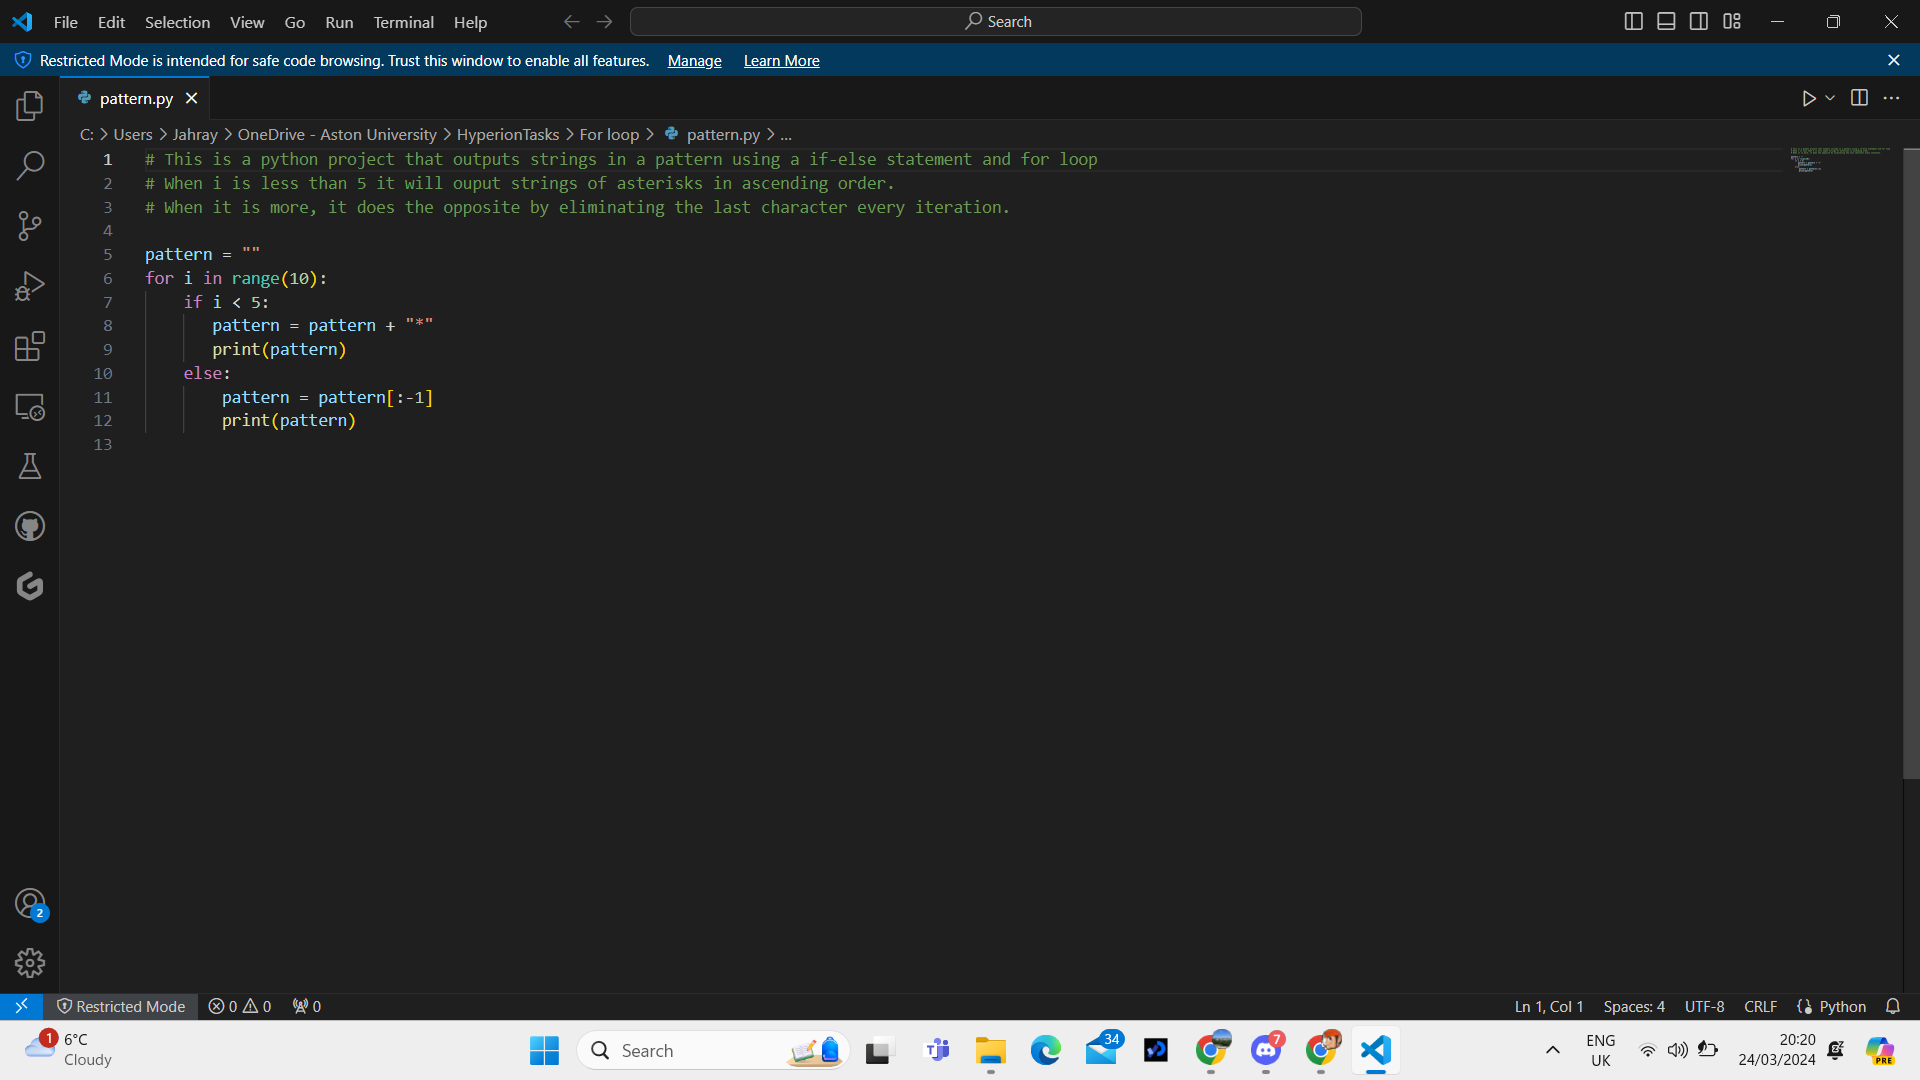 File Edit Selection View Go Run Terminal Help Search
Restricted Mode is intended for safe code browsing. Trust this window to enable all features. Manage Learn More
pattern.py
C: > Users > Jahray > OneDrive - Aston University > HyperionTasks > For loop > pattern.py > ...
1 # This is a python project that outputs strings in a pattern using a if-else statement and for loop
2 # When i is less than 5 it will ouput strings of asterisks in ascending order.
3 # When it is more, it does the opposite by eliminating the last character every iteration.
4
5 pattern = ""
6 for i in range(10):
7     if i < 5:
8        pattern = pattern + "*"
9        print(pattern)
10     else:
11         pattern = pattern[:-1]
12         print(pattern)
13
2
Restricted Mode 0 0 0 Ln 1, Col 1 Spaces: 4 UTF-8 CRLF Python
1 6°C
Cloudy
Search
34
7
PRE
ENG
UK
20:20
24/03/2024